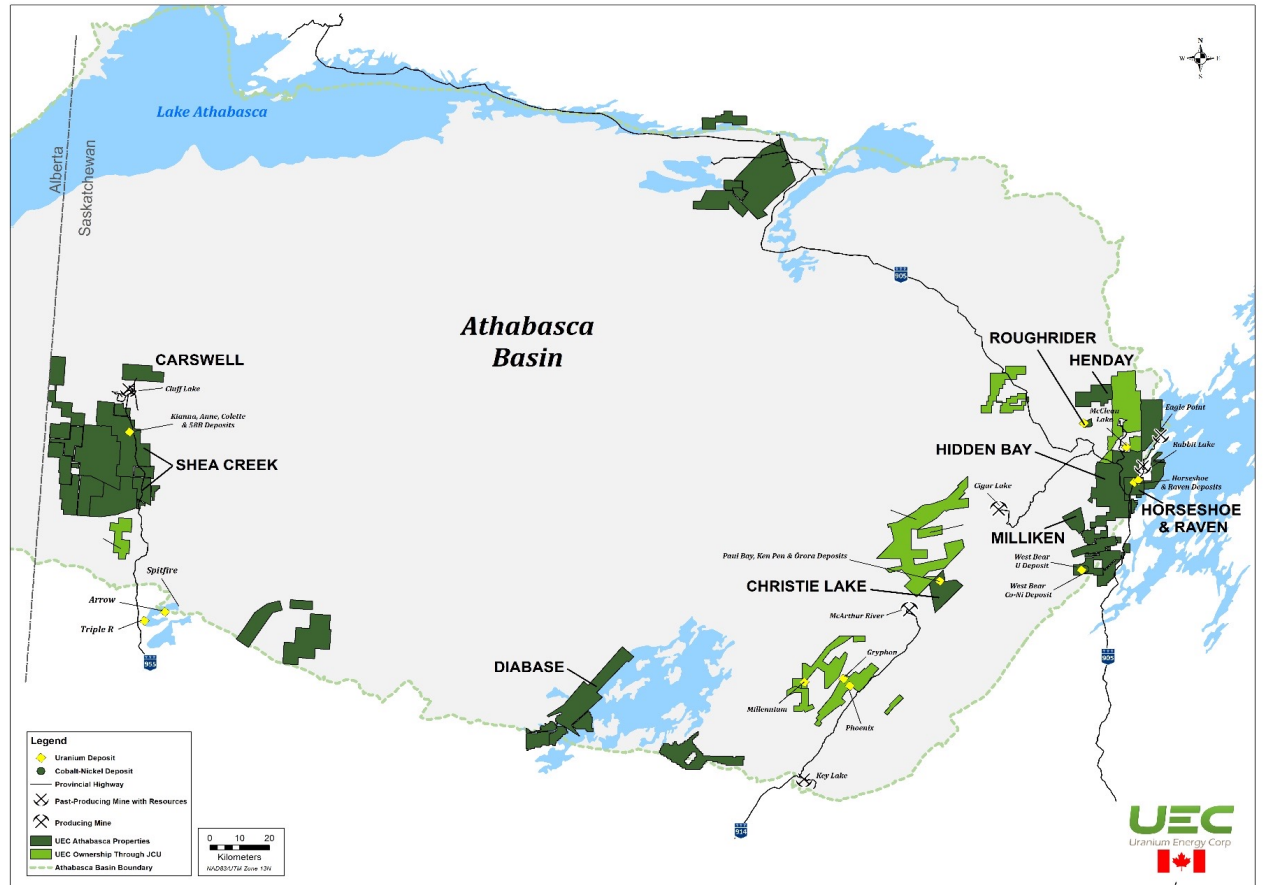 N
W
E
S
Lake Athabasca
Alberta
Saskatchewan
905
Athabasca
Basin
ROUGHRIDER
HENDAY
CARSWELL
Cluff Lake
McClean
Lake
Eagle Point
Kianna, Anne, Colette
& 58B Deposits
Rabbit Lake
HIDDEN BAY
SHEA CREEK
Cigar Lake
Horseshoe
& Raven Deposits
HORSESHOE
& RAVEN
MILLIKEN
Paul Bay, Ken Pen & Ōrora Deposits
West Bear
U Deposit
Spitfire
CHRISTIE LAKE
West Bear
Co-Ni Deposit
Arrow
McArthur River
Triple R
Gryphon
955
DIABASE
905
Millennium
Phoenix
Key Lake
914
Legend
Uranium Deposit
Cobalt-Nickel Deposit
Provincial Highway
Past-Producing Mine with Resources
Producing Mine
UEC Athabasca Properties
UEC Ownership Through JCU
Athabasca Basin Boundary
0 10 20
Kilometers
NAD83/UTM Zone 13N
UEC
Uranium Energy Corp